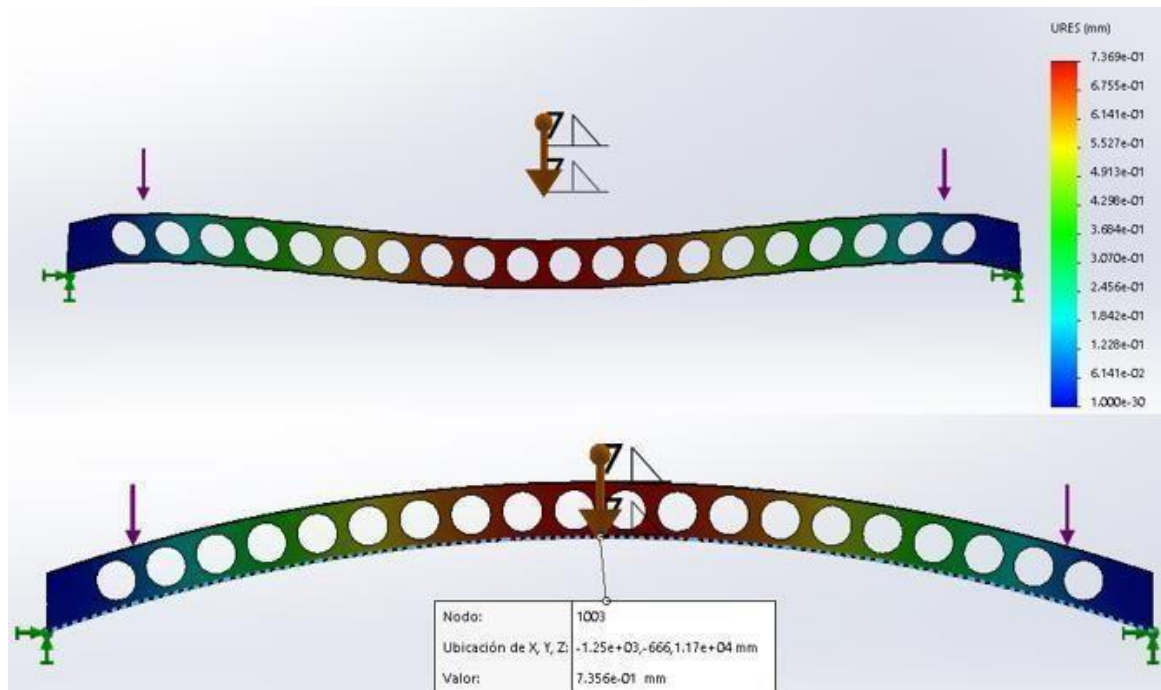 URES (mm)
7.369e-01
6.755e-01
6.141e-01
5.527e-01
4.913e-01
4.298e-01
3.684e-01
3.070e-01
2.456e-01
1.842e-01
1.228e-01
6.141e-02
1.000e-30
Nodo: 1003
Ubicación de X, Y, Z: -1.25e+03,-666,1.17e+04 mm
Valor: 7.356e-01 mm